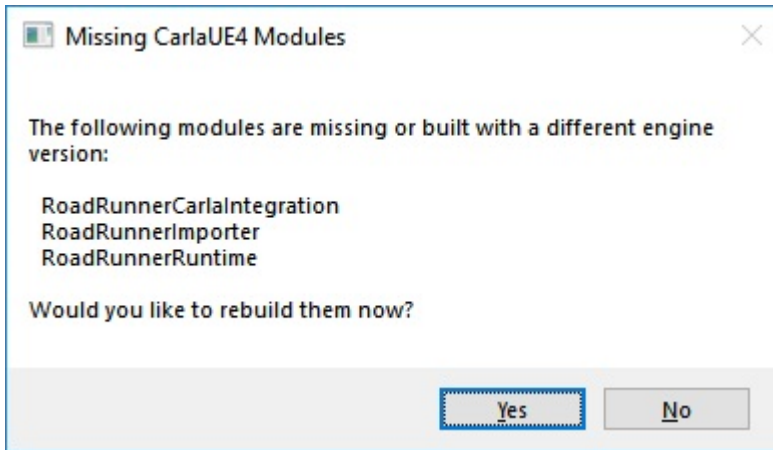 Missing CarlaUE4 Modules
The following modules are missing or built with a different engine
version:
RoadRunnerCarlaIntegration
RoadRunnerImporter
RoadRunnerRuntime
Would you like to rebuild them now?
Yes
No